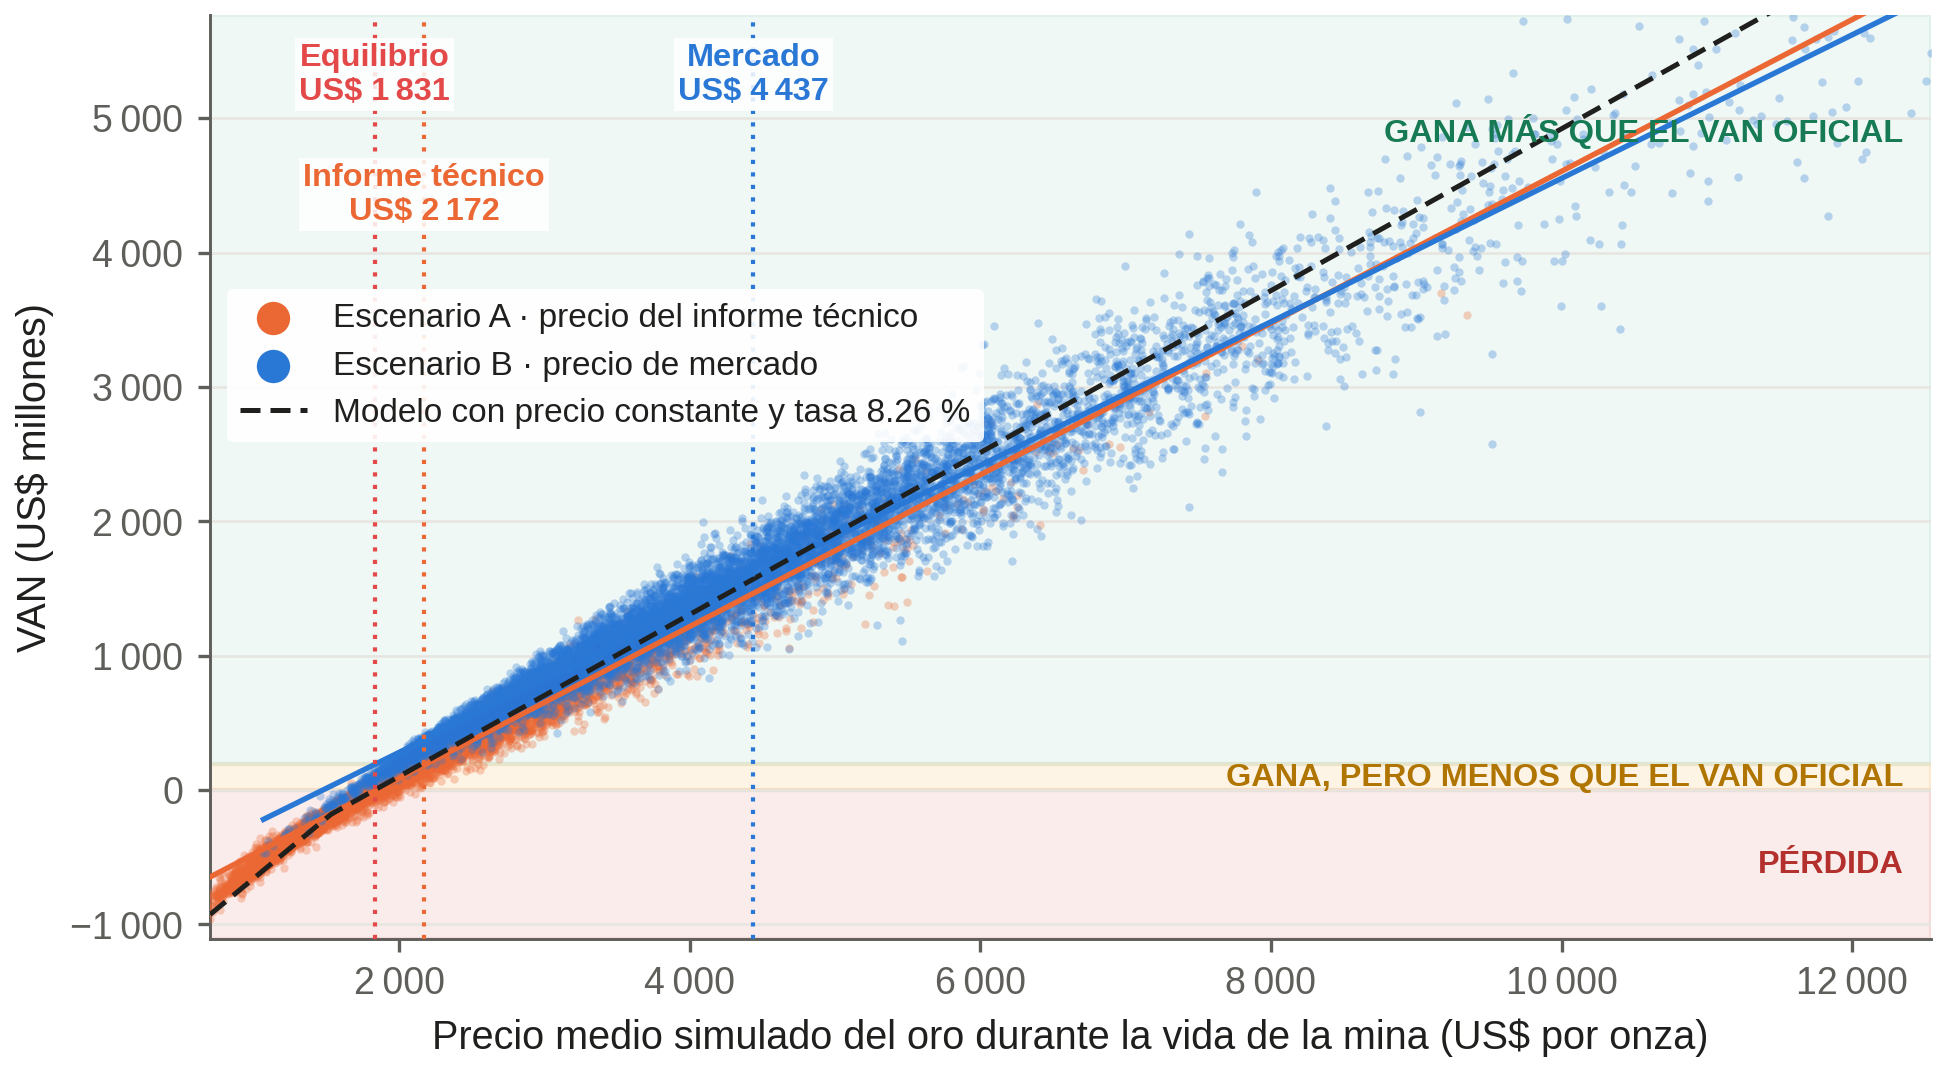 Equilibrio
US$ 1 831
Mercado
US$ 4 437
5 000
GANA MÁS QUE EL VAN OFICIAL
Informe técnico
US$ 2 172
4 000
Escenario A · precio del informe técnico
Escenario B · precio de mercado
Modelo con precio constante y tasa 8.26 %
3 000
2 000
1 000
GANA, PERO MENOS QUE EL VAN OFICIAL
0
PÉRDIDA
−1 000
VAN (US$ millones)
2 000
4 000
6 000
8 000
10 000
12 000
Precio medio simulado del oro durante la vida de la mina (US$ por onza)